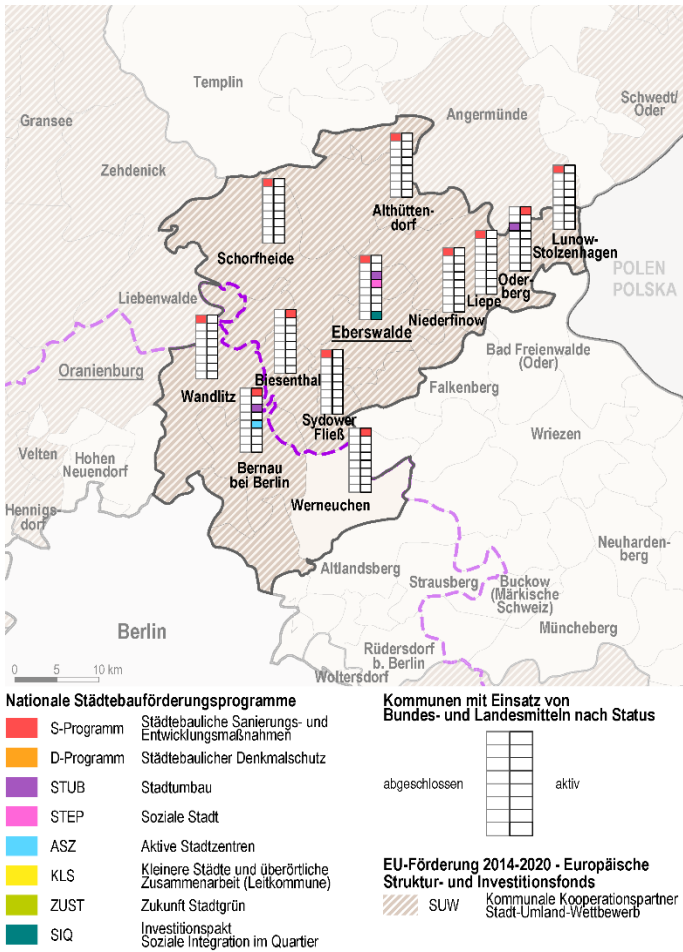 Templin
Gransee
Angermünde
Schwedt/
Oder
Zehdenick
Althütten-
dorf
Schorfheide
Lunow-
Stolzenhagen
Oder-
berg
Liepe
POLEN
POLSKA
Liebenwalde
Niederfinow
Eberswalde
Bad Freienwalde
(Oder)
Oranienburg
Biesenthal
Wandlitz
Falkenberg
Sydower
Fließ
Wriezen
Velten
Hohen
Neuendorf
Bernau
bei Berlin
Werneuchen
Hennigs-
dorf
Neuharden-
berg
Altlandsberg
Strausberg
Buckow
(Märkische
Schweiz)
Müncheberg
Berlin
Rüdersdorf
b. Berlin
Woltersdorf
0 5 10 km
Nationale Städtebauförderungsprogramme
S-Programm Städtebauliche Sanierungs- und
Entwicklungsmaßnahmen
D-Programm Städtebaulicher Denkmalschutz
STUB Stadtumbau
STEP Soziale Stadt
ASZ Aktive Stadtzentren
KLS Kleinere Städte und überörtliche
Zusammenarbeit (Leitkommune)
ZUST Zukunft Stadtgrün
SIQ Investitionspakt
Soziale Integration im Quartier
Kommunen mit Einsatz von
Bundes- und Landesmitteln nach Status
abgeschlossen aktiv
EU-Förderung 2014-2020 - Europäische
Struktur- und Investitionsfonds
SUW Kommunale Kooperationspartner
Stadt-Umland-Wettbewerb